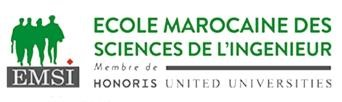 EMSI
ECOLE MAROCAINE DES
SCIENCES DE L'INGENIEUR
Membre de
HONORIS UNITED UNIVERSITIES